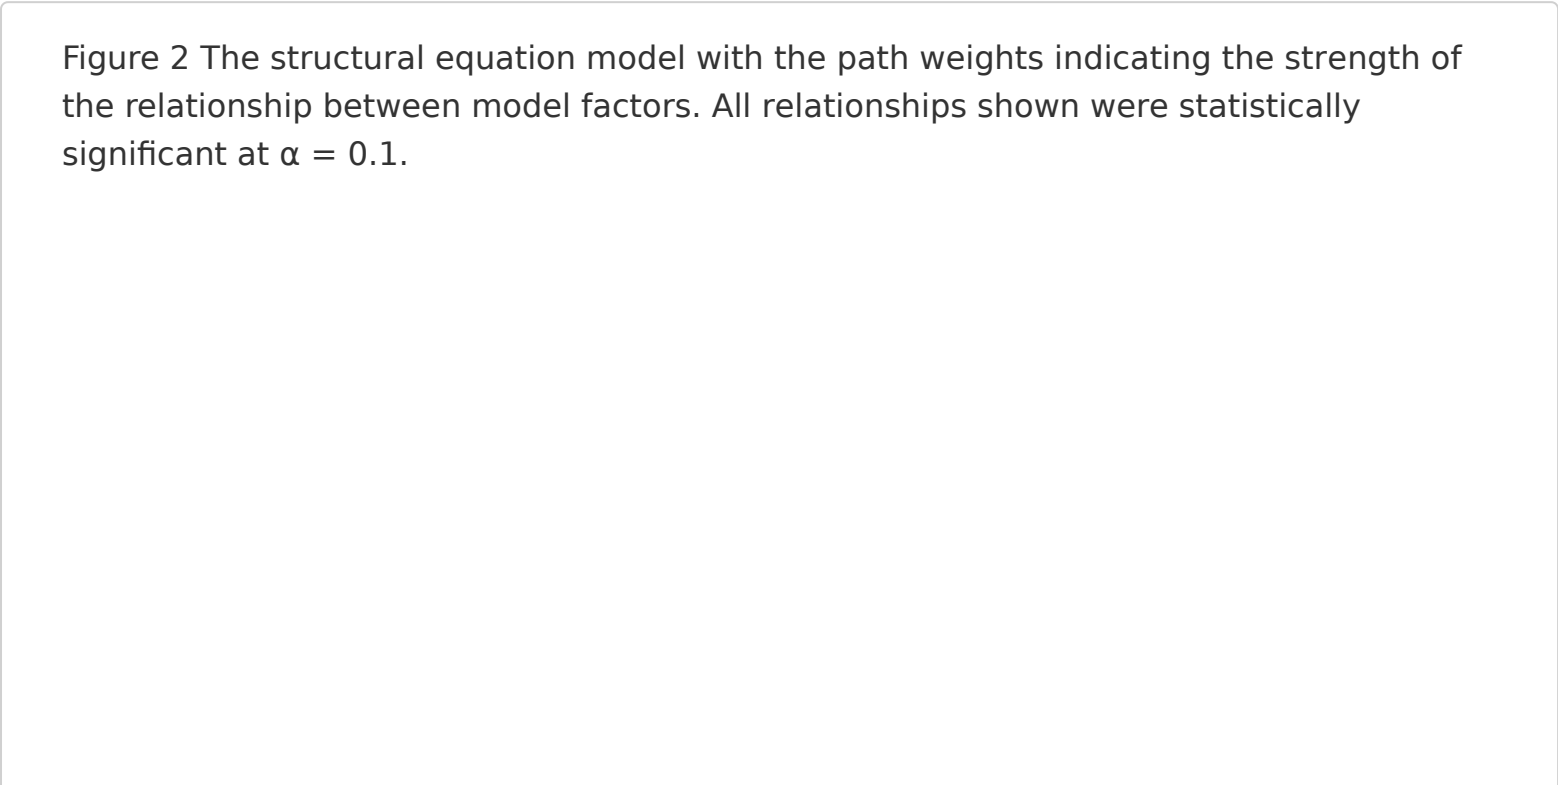 Figure 2 The structural equation model with the path weights indicating the strength of
the relationship between model factors. All relationships shown were statistically
significant at α = 0.1.